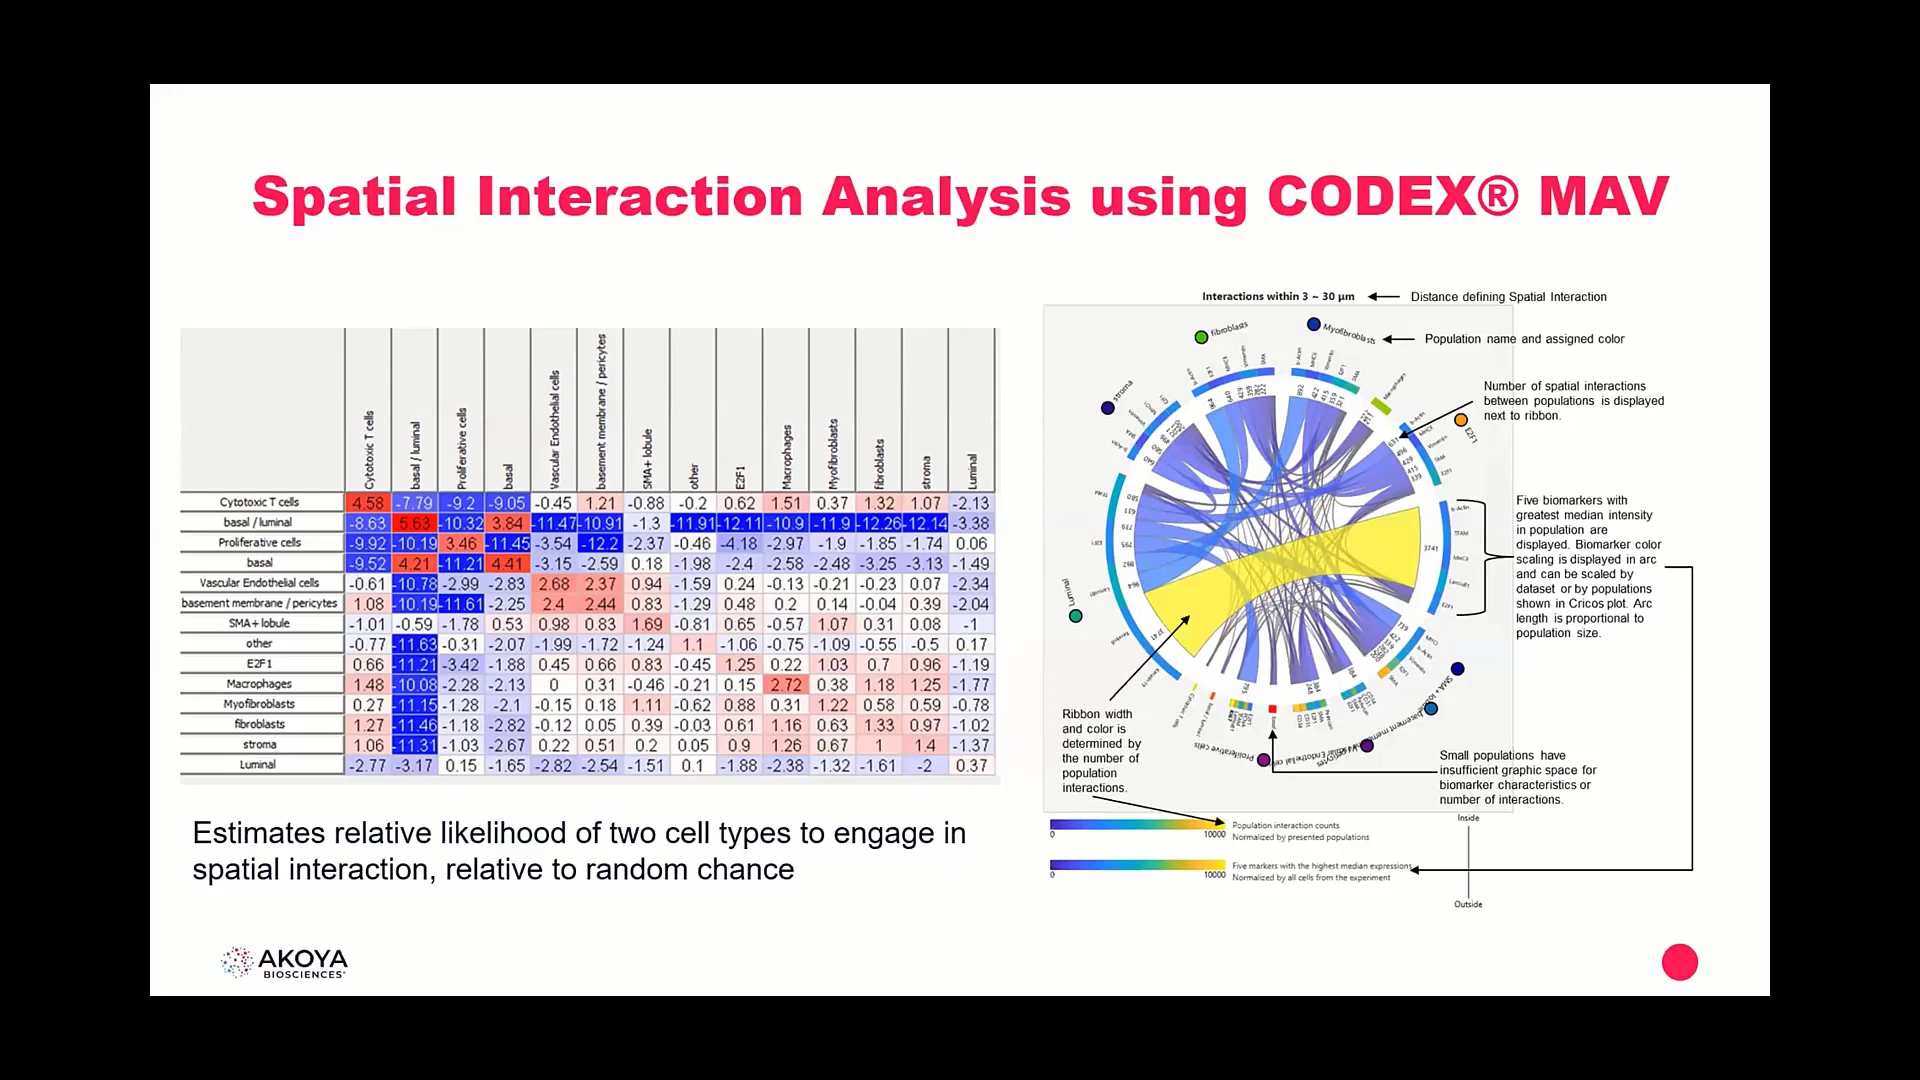 Spatial Interaction Analysis using CODEX® MAV
Cytotoxic T cells
basal / luminal
Proliferative cells
basal
Vascular Endothelial cells
basement membrane / pericytes
SMA+ lobule
other
E2F1
Macrophages
Myofibroblasts
fibroblasts
stroma
Luminal
Cytotoxic T cells 4.58 -7.79 -9.2 -9.05 -0.45 1.21 -0.88 -0.2 0.62 1.51 0.37 1.32 1.07 -2.13
basal / luminal -8.63 5.63 -10.32 3.84 -11.47 -10.91 -1.3 -11.91 -12.11 -10.9 -11.9 -12.26 -12.14 -3.38
Proliferative cells -9.92 -10.19 3.46 -11.45 -3.54 -12.2 -2.37 -0.46 -4.18 -2.97 -1.9 -1.85 -1.74 0.06
basal -9.52 4.21 -11.21 4.41 -3.15 -2.59 0.18 -1.98 -2.4 -2.58 -2.48 -3.25 -3.13 -1.49
Vascular Endothelial cells -0.61 -10.78 -2.99 -2.83 2.68 2.37 0.94 -1.59 0.24 -0.13 -0.21 -0.23 0.07 -2.34
basement membrane / pericytes 1.08 -10.19 -11.61 -2.25 2.4 2.44 0.83 -1.29 0.48 0.2 0.14 -0.04 0.39 -2.04
SMA+ lobule -1.01 -0.59 -1.78 0.53 0.98 0.83 1.69 -0.81 0.65 -0.57 1.07 0.31 0.08 -1
other -0.77 -11.63 -0.31 -2.07 -1.99 -1.72 -1.24 1.1 -1.06 -0.75 -1.09 -0.55 -0.5 0.17
E2F1 0.66 -11.21 -3.42 -1.88 0.45 0.66 0.83 -0.45 1.25 0.22 1.03 0.7 0.96 -1.19
Macrophages 1.48 -10.08 -2.28 -2.13 0 0.31 -0.46 -0.21 0.15 2.72 0.38 1.18 1.25 -1.77
Myofibroblasts 0.27 -11.15 -1.28 -2.1 -0.15 0.18 1.11 -0.62 0.88 0.31 1.22 0.58 0.59 -0.78
fibroblasts 1.27 -11.46 -1.18 -2.82 -0.12 0.05 0.39 -0.03 0.61 1.16 0.63 1.33 0.97 -1.02
stroma 1.06 -11.31 -1.03 -2.67 0.22 0.51 0.2 0.05 0.9 1.26 0.67 1 1.4 -1.37
Luminal -2.77 -3.17 0.15 -1.65 -2.82 -2.54 -1.51 0.1 -1.88 -2.38 -1.32 -1.61 -2 0.37
Estimates relative likelihood of two cell types to engage in
spatial interaction, relative to random chance
Interactions within 3 ~ 30 µm
Distance defining Spatial Interaction
fibroblasts
Myofibroblasts
Population name and assigned color
stroma
Macrophages
E2F1
Luminal
Number of spatial interactions
between populations is displayed
next to ribbon.
Five biomarkers with
greatest median intensity
in population are
displayed. Biomarker color
scaling is displayed in arc
and can be scaled by
dataset or by populations
shown in Cricos plot. Arc
length is proportional to
population size.
3741
3741
Proliferative cells
Ribbon width
and color is
determined by
the number of
population
interactions.
Small populations have
insufficient graphic space for
biomarker characteristics or
number of interactions.
0 10000
Population interaction counts
Normalized by presented populations
0 10000
Five markers with the highest median expressions
Normalized by all cells from the experiment
Inside
Outside
AKOYA
BIOSCIENCES